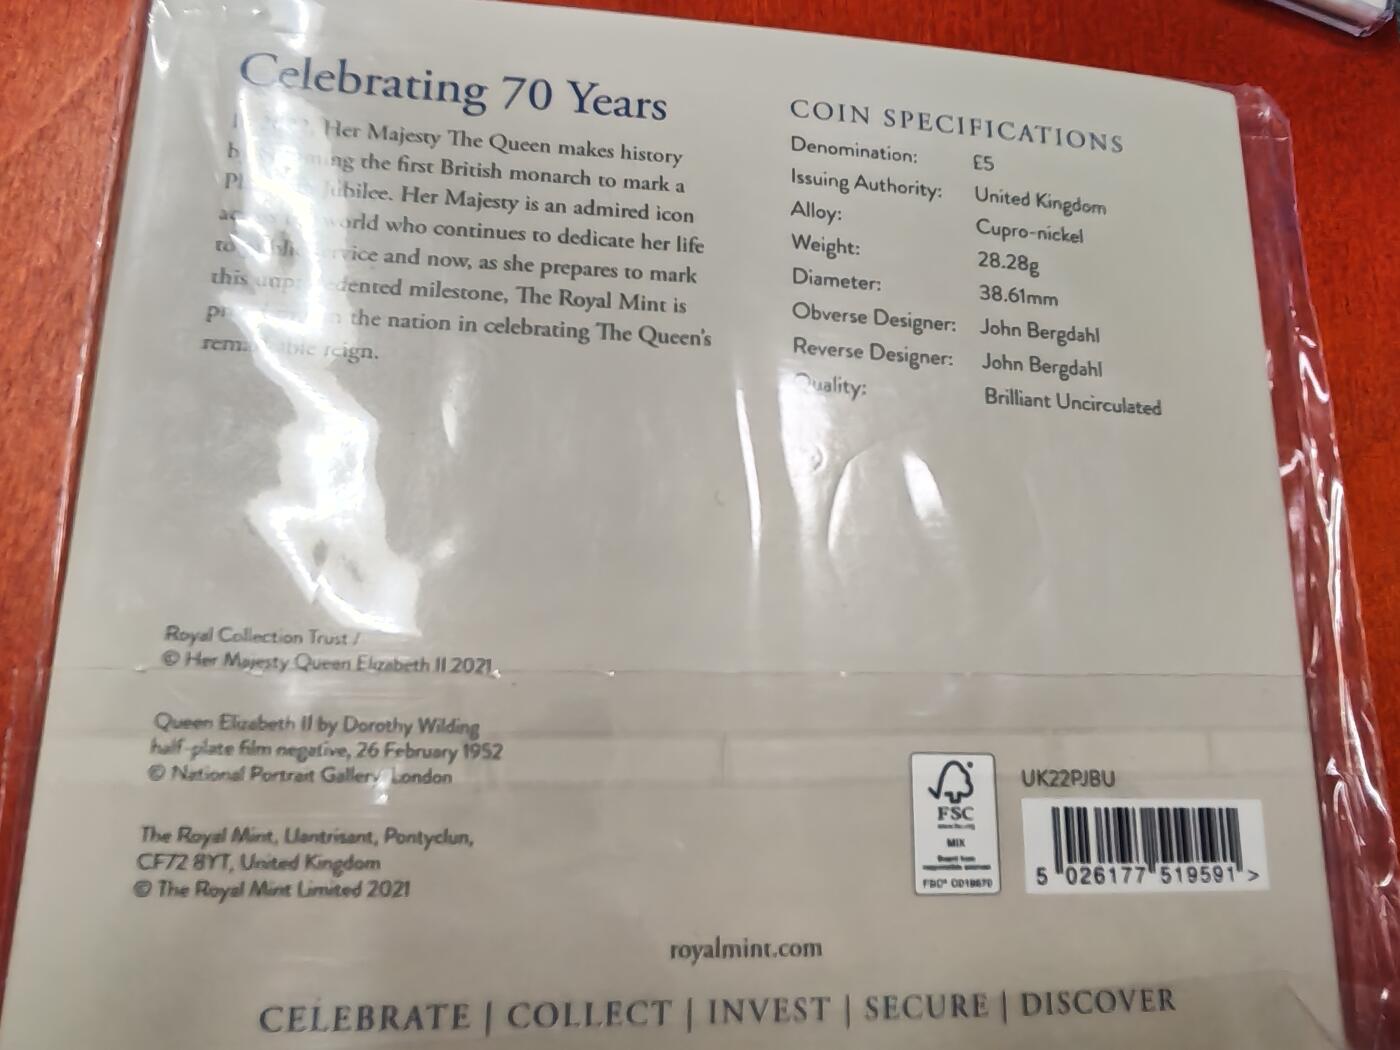 Celebrating 70 Years
Her Majesty The Queen makes history
the first British monarch to mark a
Jubilee. Her Majesty is an admired icon
world who continues to dedicate her life
to service and now, as she prepares to mark
this unprecedented milestone, The Royal Mint is
the nation in celebrating The Queen's
remarkable reign.
COIN SPECIFICATIONS
Denomination: £5
Issuing Authority: United Kingdom
Alloy: Cupro-nickel
Weight: 28.28g
Diameter: 38.61mm
Obverse Designer: John Bergdahl
Reverse Designer: John Bergdahl
Quality: Brilliant Uncirculated
Royal Collection Trust /
© Her Majesty Queen Elizabeth II 2021.
Queen Elizabeth II by Dorothy Wilding
half-plate film negative, 26 February 1952
© National Portrait Gallery, London
The Royal Mint, Llantrisant, Pontyclun,
CF72 8YT, United Kingdom
© The Royal Mint Limited 2021
FSC
MIX
UK22PJBU
5 026177 519591 >
royalmint.com
CELEBRATE | COLLECT | INVEST | SECURE | DISCOVER